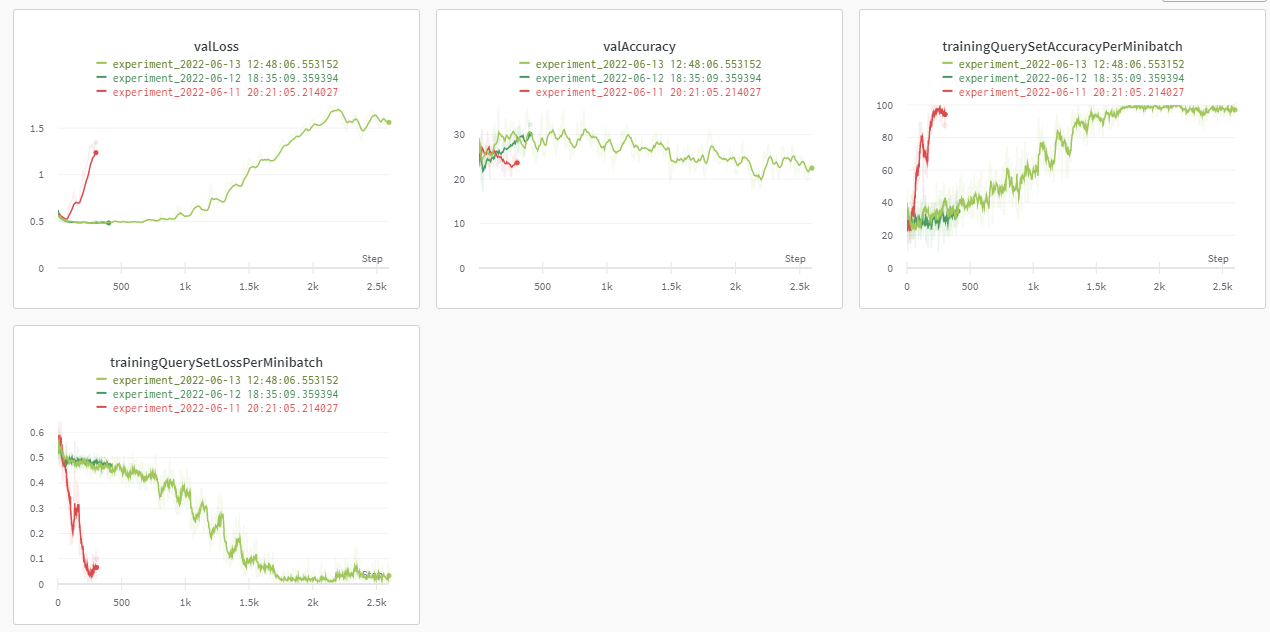 valLoss
experiment_2022-06-13 12:48:06.553152
experiment_2022-06-12 18:35:09.359394
experiment_2022-06-11 20:21:05.214027
1.5
1
0.5
0
Step
500 1k 1.5k 2k 2.5k
valAccuracy
experiment_2022-06-13 12:48:06.553152
experiment_2022-06-12 18:35:09.359394
experiment_2022-06-11 20:21:05.214027
30
20
10
0
Step
500 1k 1.5k 2k 2.5k
trainingQuerySetAccuracyPerMinibatch
experiment_2022-06-13 12:48:06.553152
experiment_2022-06-12 18:35:09.359394
experiment_2022-06-11 20:21:05.214027
100
80
60
40
20
0
Step
0 500 1k 1.5k 2k 2.5k
trainingQuerySetLossPerMinibatch
experiment_2022-06-13 12:48:06.553152
experiment_2022-06-12 18:35:09.359394
experiment_2022-06-11 20:21:05.214027
0.6
0.5
0.4
0.3
0.2
0.1
0
Step
0 500 1k 1.5k 2k 2.5k